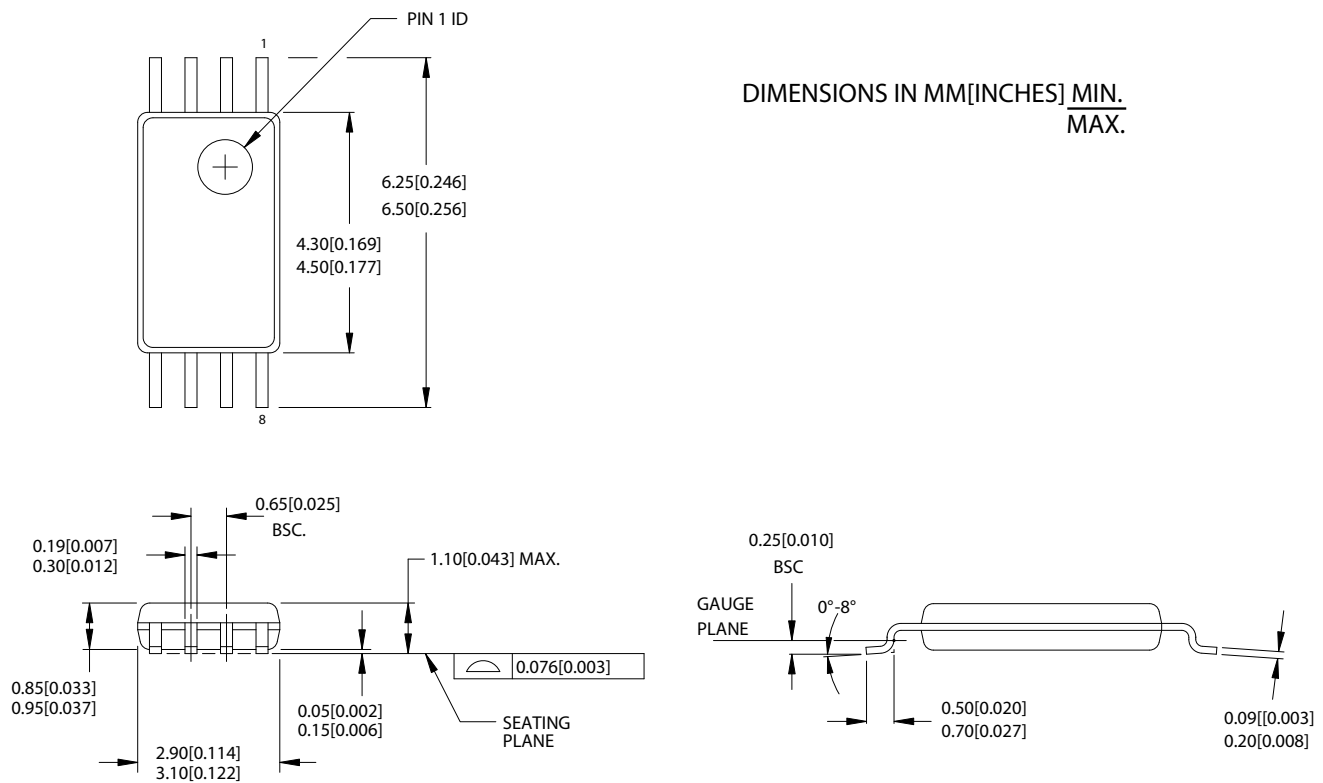 PIN 1 ID
1
DIMENSIONS IN MM[INCHES] MIN.
MAX.
6.25[0.246]
6.50[0.256]
4.30[0.169]
4.50[0.177]
8
0.65[0.025]
BSC.
0.19[0.007]
0.30[0.012]
1.10[0.043] MAX.
0.85[0.033]
0.95[0.037]
0.076[0.003]
0.05[0.002]
0.15[0.006]
SEATING
PLANE
2.90[0.114]
3.10[0.122]
0.25[0.010]
BSC
GAUGE
PLANE
0°-8°
0.50[0.020]
0.70[0.027]
0.09[[0.003]
0.20[0.008]